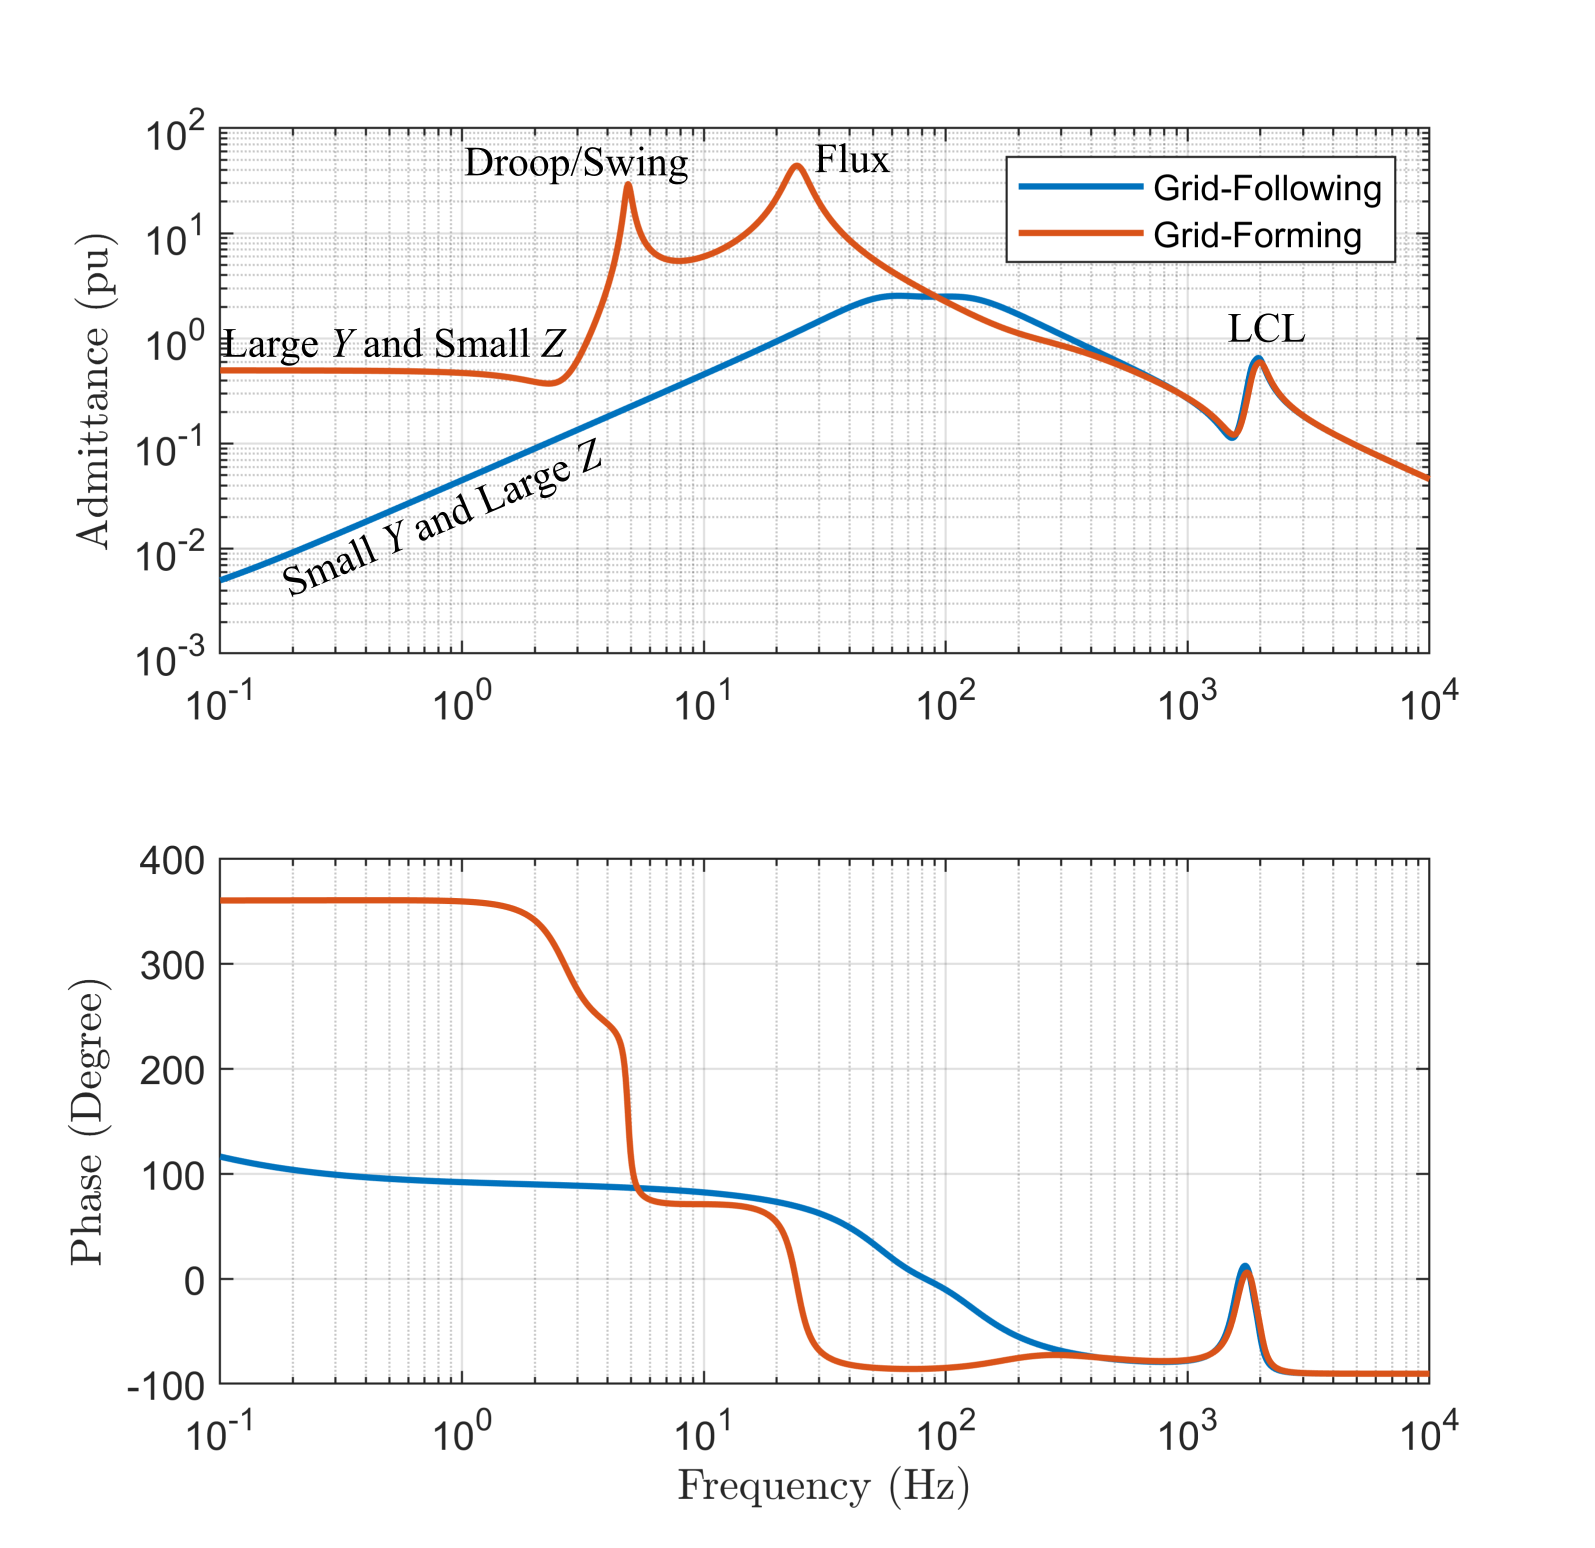 10^2
10^1
10^0
10^-1
10^-2
10^-3
Admittance (pu)
Droop/Swing
Flux
Grid-Following
Grid-Forming
Large Y and Small Z
LCL
Small Y and Large Z
10^-1 10^0 10^1 10^2 10^3 10^4
400
300
200
100
0
-100
Phase (Degree)
10^-1 10^0 10^1 10^2 10^3 10^4
Frequency (Hz)